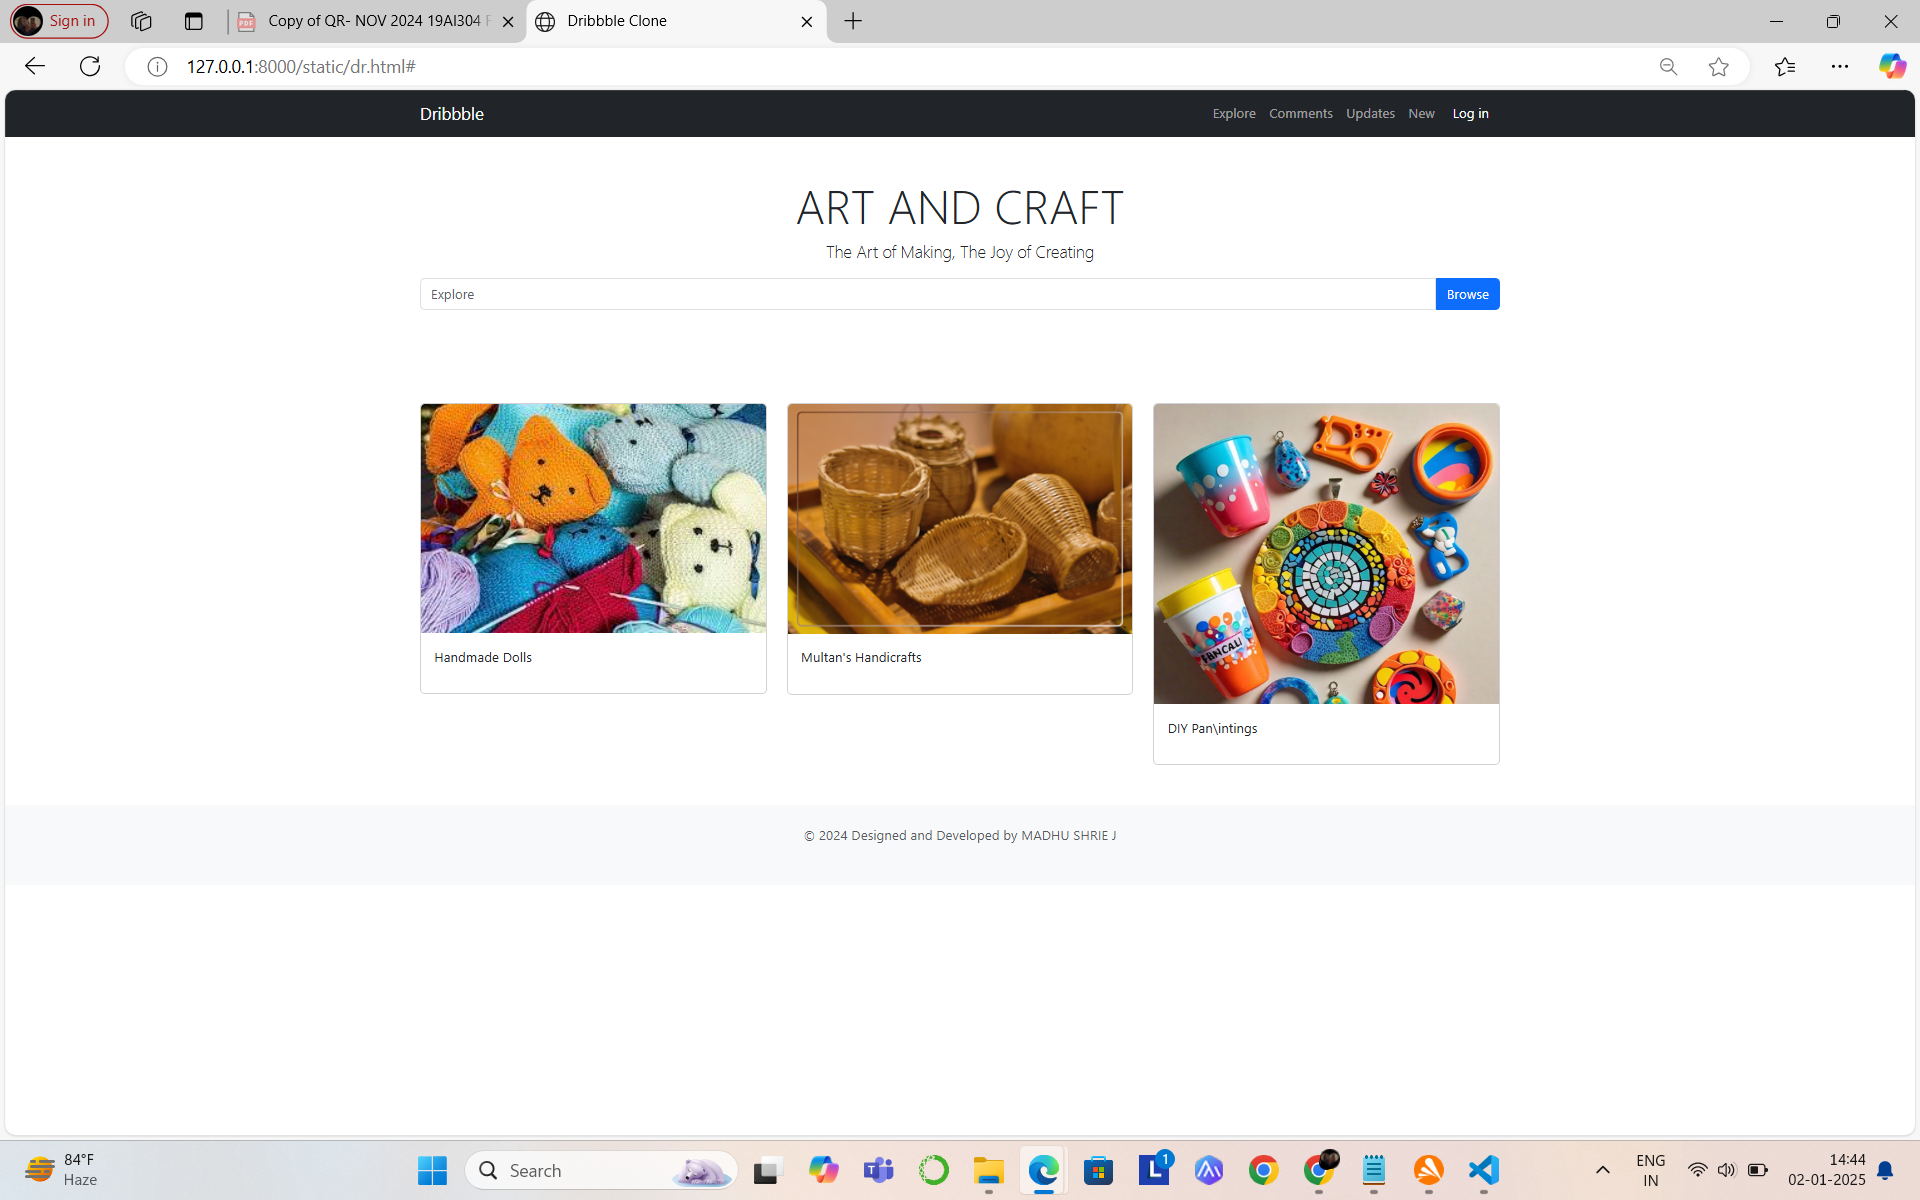 Sign in
Copy of QR- NOV 2024 19AI304 F
Dribbble Clone
127.0.0.1:8000/static/dr.html#
Dribbble
Explore Comments Updates New Log in
ART AND CRAFT
The Art of Making, The Joy of Creating
Explore
Browse
Handmade Dolls
Multan's Handicrafts
DIY Pan\intings
© 2024 Designed and Developed by MADHU SHRIE J
84°F
Haze
Search
1
ENG
IN
14:44
02-01-2025